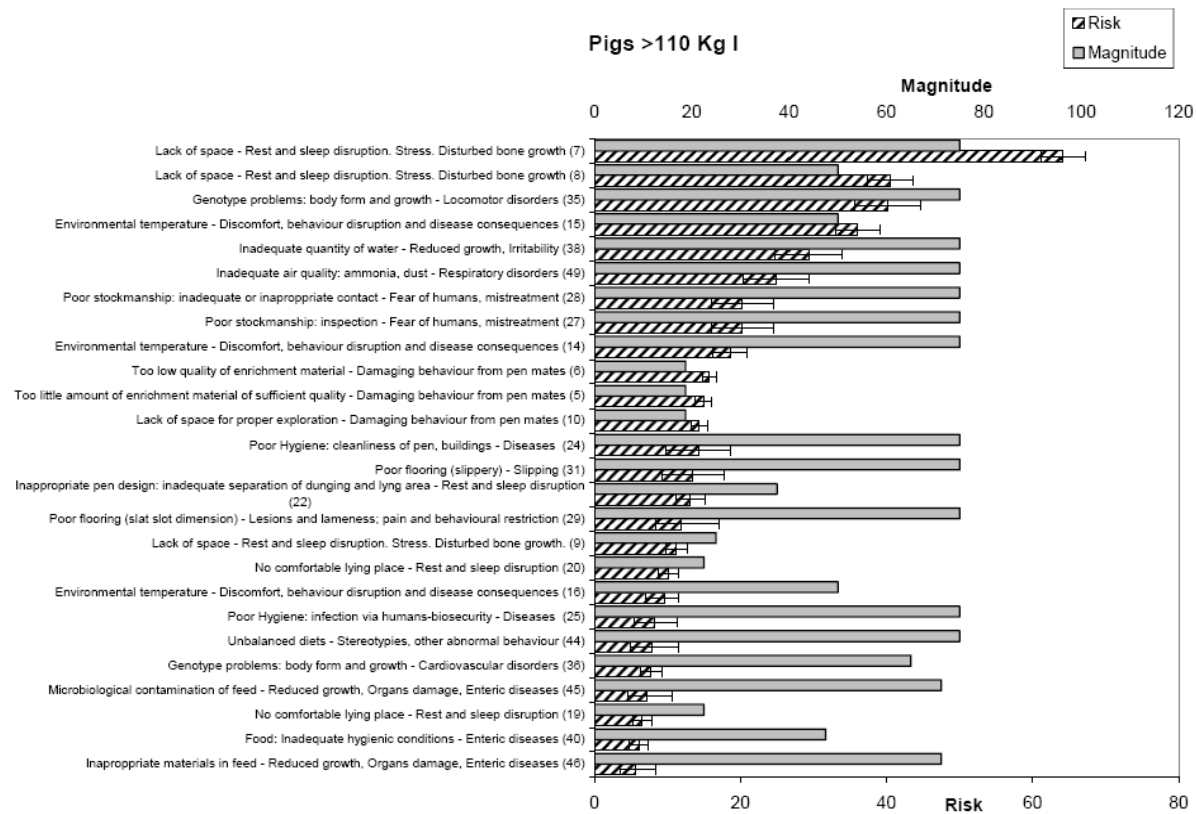 Risk
Magnitude
Pigs >110 Kg I
Magnitude
0 20 40 60 80 100 120
Lack of space - Rest and sleep disruption. Stress. Disturbed bone growth (7)
Lack of space - Rest and sleep disruption. Stress. Disturbed bone growth (8)
Genotype problems: body form and growth - Locomotor disorders (35)
Environmental temperature - Discomfort, behaviour disruption and disease consequences (15)
Inadequate quantity of water - Reduced growth, Irritability (38)
Inadequate air quality: ammonia, dust - Respiratory disorders (49)
Poor stockmanship: inadequate or inaproppriate contact - Fear of humans, mistreatment (28)
Poor stockmanship: inspection - Fear of humans, mistreatment (27)
Environmental temperature - Discomfort, behaviour disruption and disease consequences (14)
Too low quality of enrichment material - Damaging behaviour from pen mates (6)
Too little amount of enrichment material of sufficient quality - Damaging behaviour from pen mates (5)
Lack of space for proper exploration - Damaging behaviour from pen mates (10)
Poor Hygiene: cleanliness of pen, buildings - Diseases (24)
Poor flooring (slippery) - Slipping (31)
Inappropriate pen design: inadequate separation of dunging and lyng area - Rest and sleep disruption
(22)
Poor flooring (slat slot dimension) - Lesions and lameness; pain and behavioural restriction (29)
Lack of space - Rest and sleep disruption. Stress. Disturbed bone growth. (9)
No comfortable lying place - Rest and sleep disruption (20)
Environmental temperature - Discomfort, behaviour disruption and disease consequences (16)
Poor Hygiene: infection via humans-biosecurity - Diseases (25)
Unbalanced diets - Stereotypies, other abnormal behaviour (44)
Genotype problems: body form and growth - Cardiovascular disorders (36)
Microbiological contamination of feed - Reduced growth, Organs damage, Enteric diseases (45)
No comfortable lying place - Rest and sleep disruption (19)
Food: Inadequate hygienic conditions - Enteric diseases (40)
Inaproppriate materials in feed - Reduced growth, Organs damage, Enteric diseases (46)
0 20 40 Risk 60 80